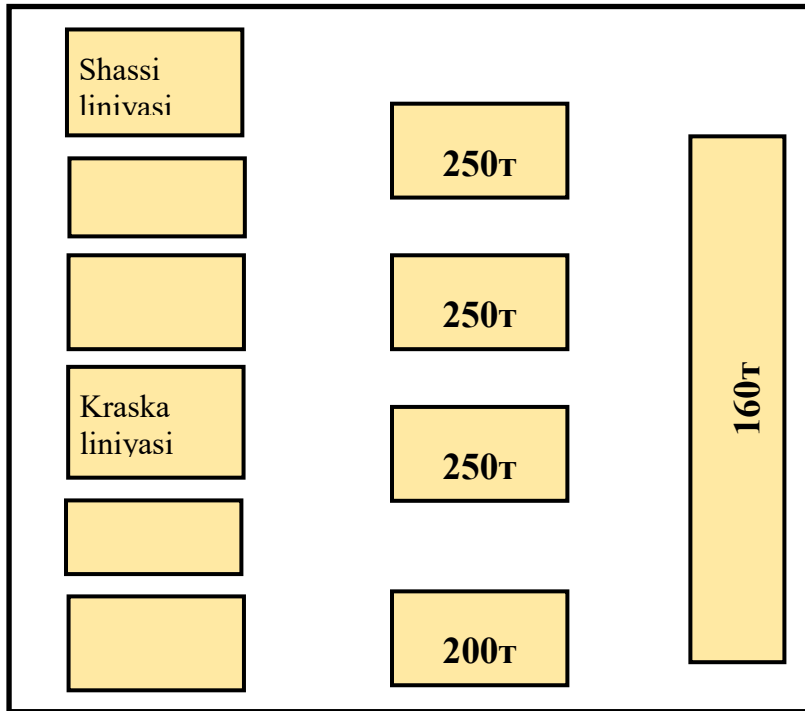 Shassi
liniyasi
250т
250т
Kraska
liniyasi
250т
200т
160т